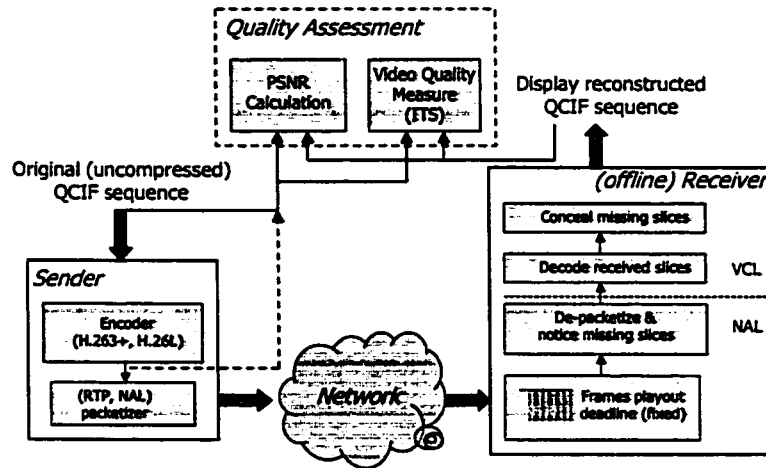 Quality Assessment
PSNR
Calculation
Video Quality
Measure
(ITS)
Display reconstructed
QCIF sequence
Original (uncompressed)
QCIF sequence
Sender
Encoder
(H.263+, H.26L)
(RTP, NAL)
packetizer
Network
(offline) Receiver
Conceal missing slices
Decode received slices
VCL
De-packetize &
notice missing slices
NAL
Frames playout
deadline (fixed)